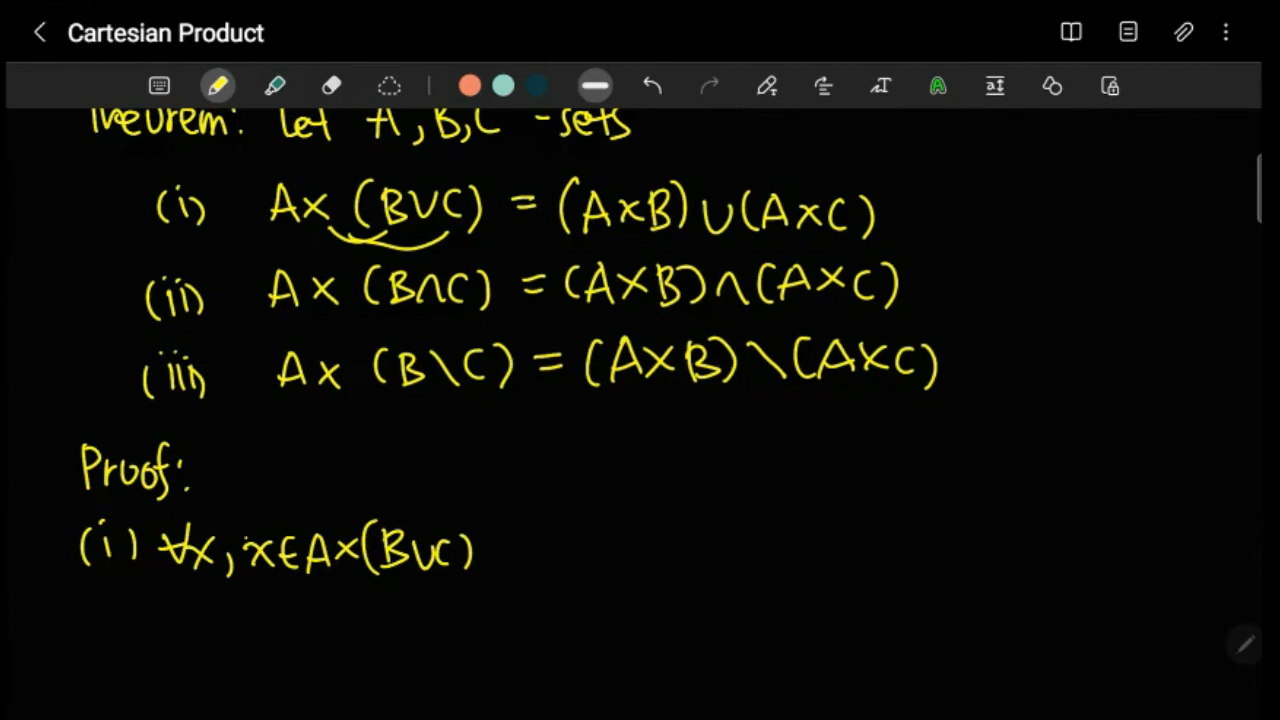 Cartesian Product
Theorem: Let A, B, C - sets
(i) A× (B∪C) = (A×B)∪(A×C)
(ii) A× (B∩C) = (A×B)∩(A×C)
(iii) A× (B\C) = (A×B)\(A×C)
Proof:
(i) ∀x, x∈A×(B∪C)